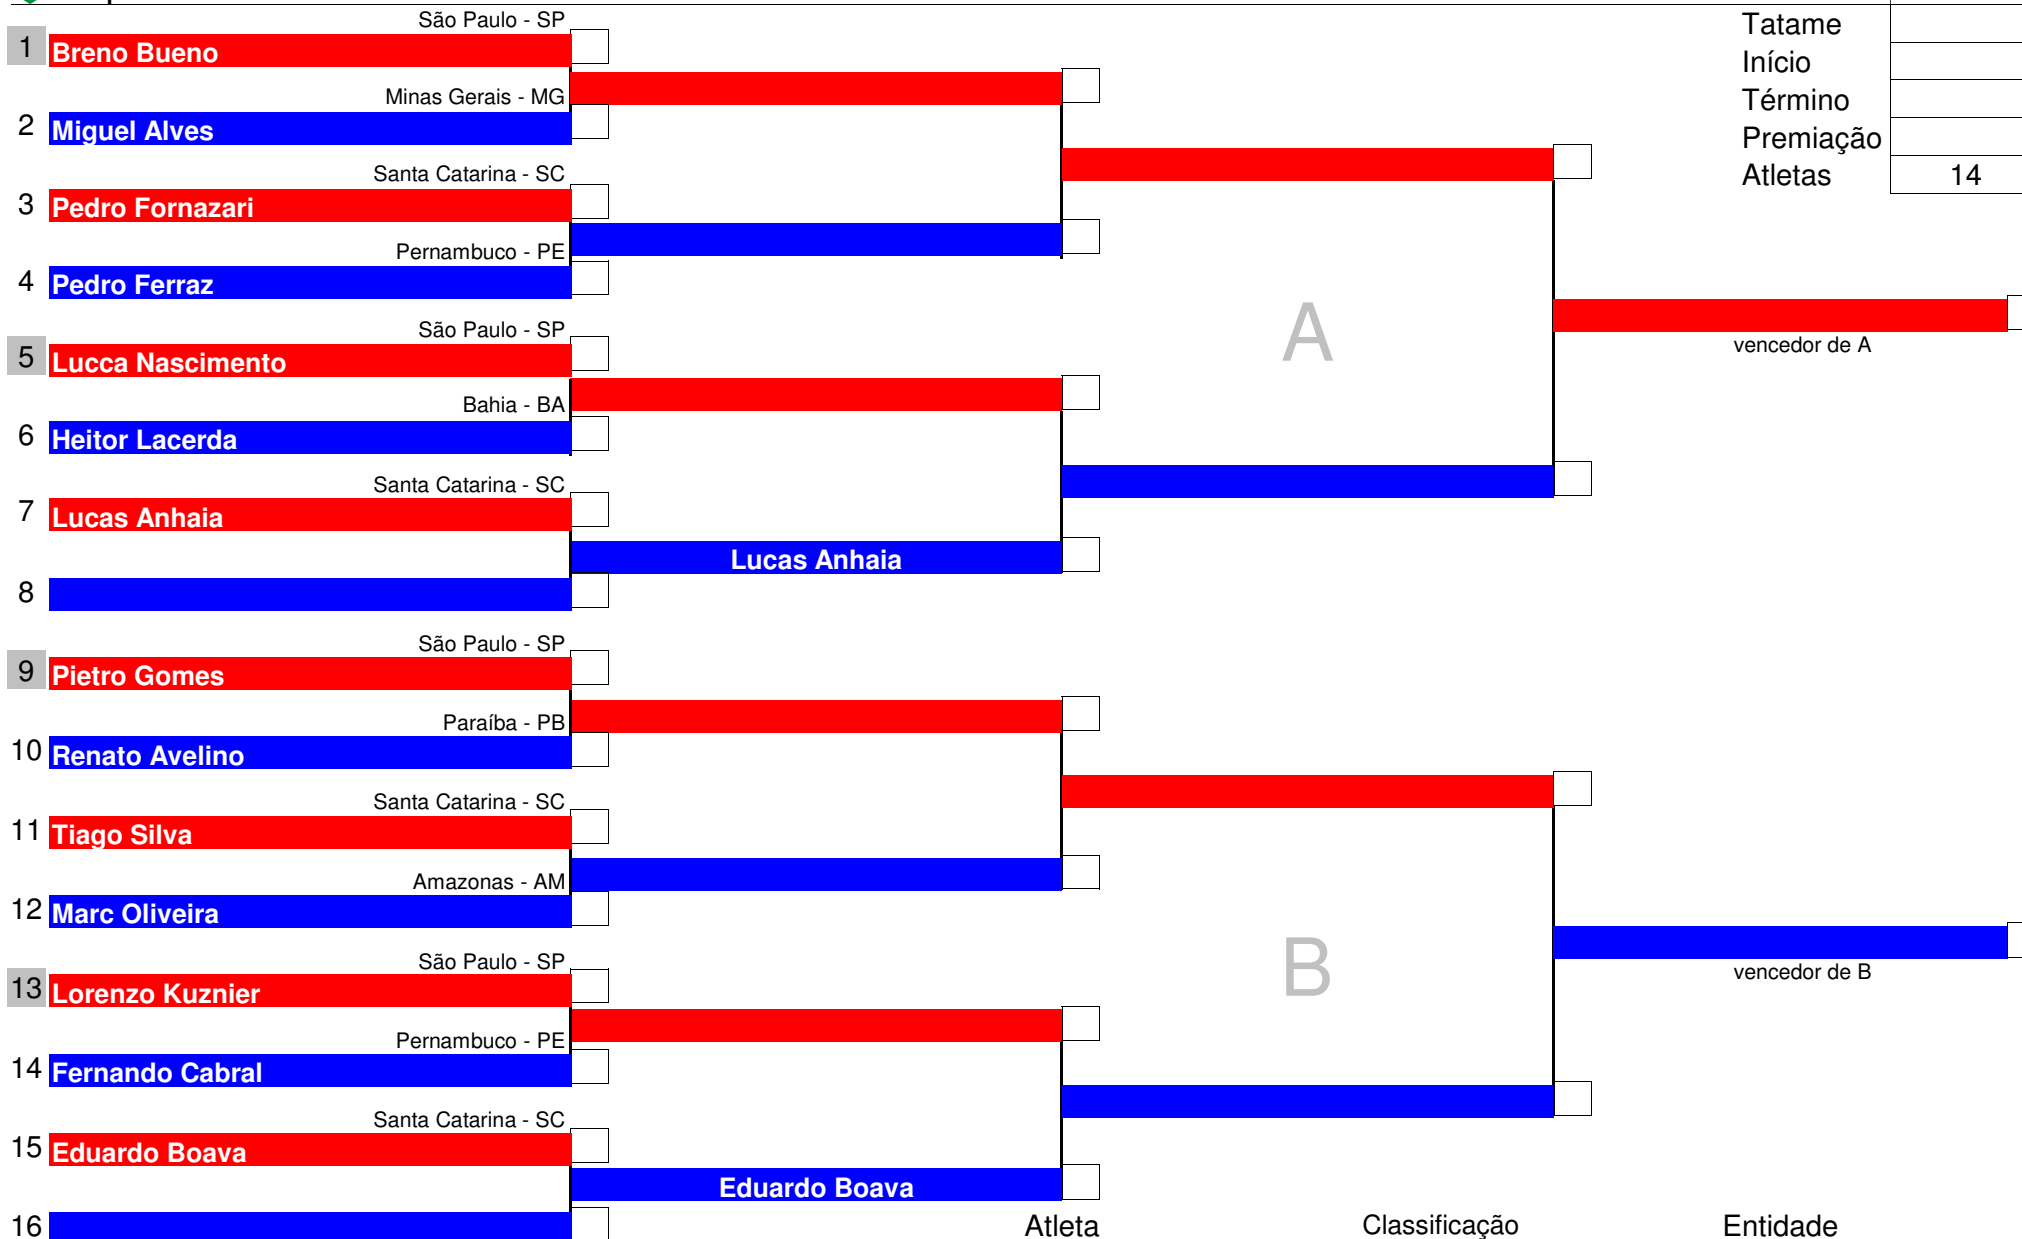 São Paulo - SP
1 Breno Bueno
Minas Gerais - MG
2 Miguel Alves
Santa Catarina - SC
3 Pedro Fornazari
Pernambuco - PE
4 Pedro Ferraz
São Paulo - SP
5 Lucca Nascimento
Bahia - BA
6 Heitor Lacerda
Santa Catarina - SC
7 Lucas Anhaia
Lucas Anhaia
8
São Paulo - SP
9 Pietro Gomes
Paraíba - PB
10 Renato Avelino
Santa Catarina - SC
11 Tiago Silva
Amazonas - AM
12 Marc Oliveira
São Paulo - SP
13 Lorenzo Kuznier
Pernambuco - PE
14 Fernando Cabral
Santa Catarina - SC
15 Eduardo Boava
Eduardo Boava
16
A
B
Tatame
Início
Término
Premiação
Atletas 14
vencedor de A
vencedor de B
Atleta Classificação Entidade